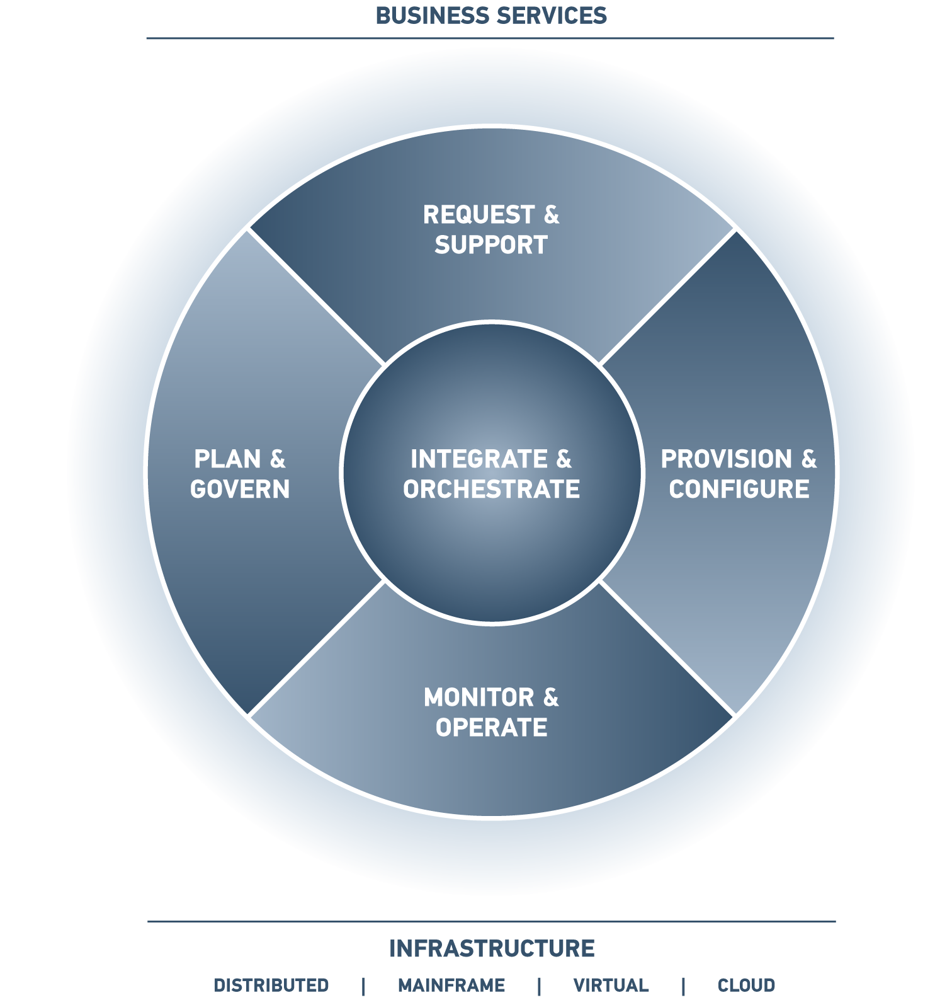 BUSINESS SERVICES
REQUEST &
SUPPORT
PLAN &
GOVERN
INTEGRATE &
ORCHESTRATE
PROVISION &
CONFIGURE
MONITOR &
OPERATE
INFRASTRUCTURE
DISTRIBUTED | MAINFRAME | VIRTUAL | CLOUD